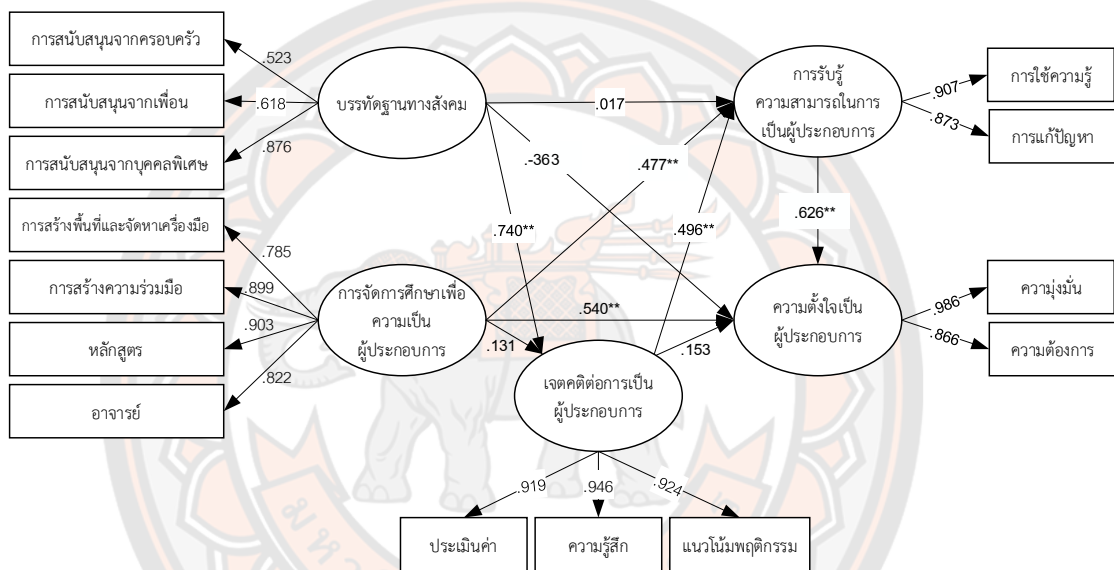 การสนับสนุนจากครอบครัว
.523
การสนับสนุนจากเพื่อน
.618
การสนับสนุนจากบุคคลพิเศษ
.876
บรรทัดฐานทางสังคม
.017
.-363
.740**
.477**
.496**
การรับรู้
ความสามารถในการ
เป็นผู้ประกอบการ
.907
การใช้ความรู้
.873
การแก้ปัญหา
.626**
การสร้างพื้นที่และจัดหาเครื่องมือ
.785
การสร้างความร่วมมือ
.899
หลักสูตร
.903
อาจารย์
.822
การจัดการศึกษาเพื่อ
ความเป็น
ผู้ประกอบการ
.540**
.131
.153
ความตั้งใจเป็น
ผู้ประกอบการ
.986
ความุ่งมั่น
.866
ความต้องการ
เจตคติต่อการเป็น
ผู้ประกอบการ
.919
.946
.924
ประเมินค่า
ความรู้สึก
แนวโน้มพฤติกรรม